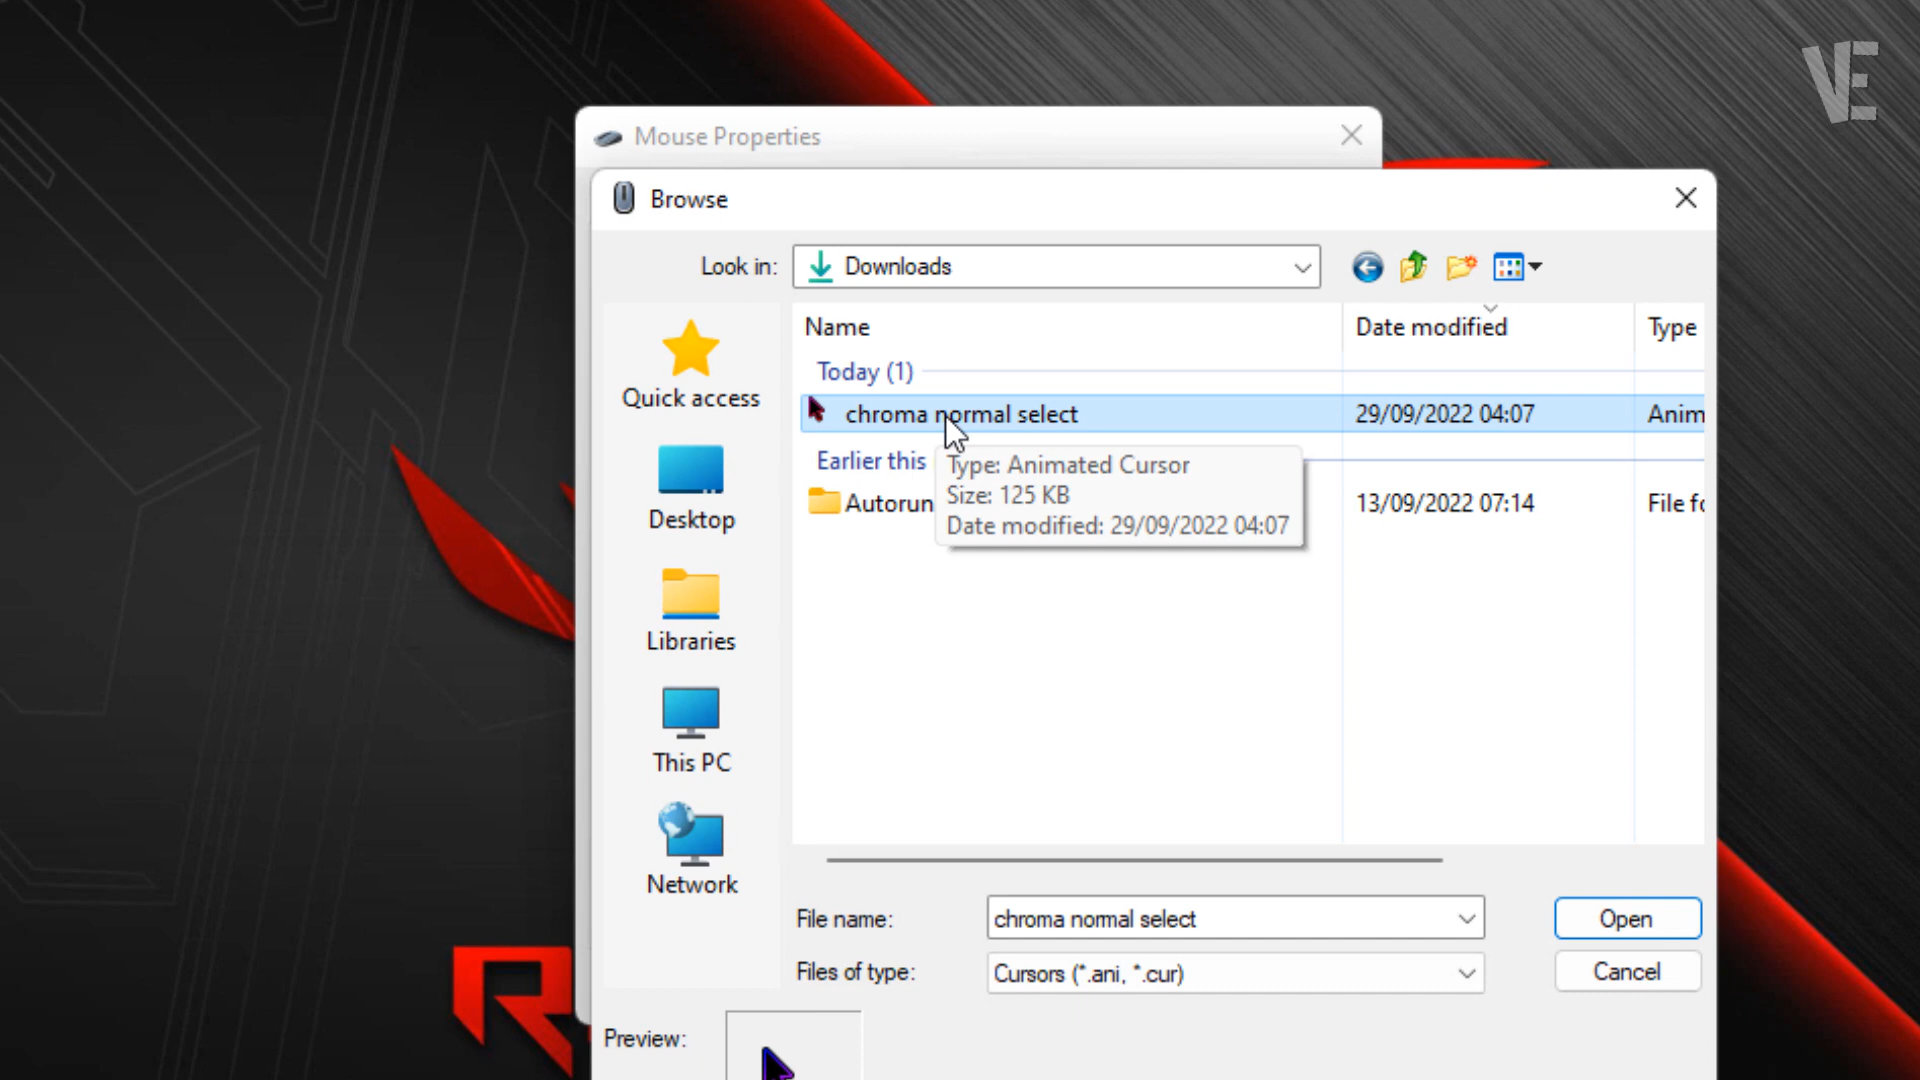 VE
Mouse Properties
Browse
Look in: Downloads
Name Date modified Type
Today (1)
chroma normal select 29/09/2022 04:07 Anim
Earlier this
Autorun 13/09/2022 07:14 File fo
Type: Animated Cursor
Size: 125 KB
Date modified: 29/09/2022 04:07
Quick access
Desktop
Libraries
This PC
Network
File name: chroma normal select Open
Files of type: Cursors (*.ani, *.cur) Cancel
Preview:
R